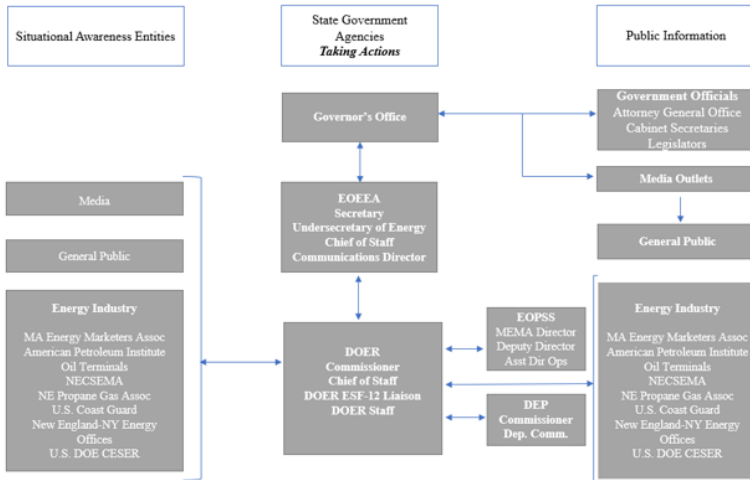 Situational Awareness Entities
State Government
Agencies
Taking Actions
Public Information
Governor's Office
Government Officials
Attorney General Office
Cabinet Secretaries
Legislators
Media Outlets
General Public
Media
General Public
EOEEA
Secretary
Undersecretary of Energy
Chief of Staff
Communications Director
Energy Industry
MA Energy Marketers Assoc
American Petroleum Institute
Oil Terminals
NECSEMA
NE Propane Gas Assoc
U.S. Coast Guard
New England-NY Energy
Offices
U.S. DOE CESER
DOER
Commissioner
Chief of Staff
DOER ESF-12 Liaison
DOER Staff
EOPSS
MEMA Director
Deputy Director
Asst Dir Ops
DEP
Commissioner
Dep. Comm.
Energy Industry
MA Energy Marketers Assoc
American Petroleum Institute
Oil Terminals
NECSEMA
NE Propane Gas Assoc
U.S. Coast Guard
New England-NY Energy
Offices
U.S. DOE CESER